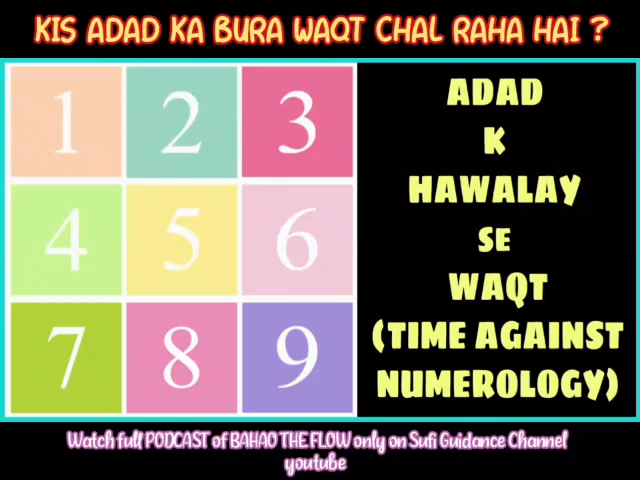 KIS ADAD KA BURA WAQT CHAL RAHA HAI ?
1 2 3
4 5 6
7 8 9
ADAD
K
HAWALAY
SE
WAQT
(TIME AGAINST
NUMEROLOGY)
Watch full PODCAST of BAHAO THE FLOW only on Sufi Guidance Channel
youtube